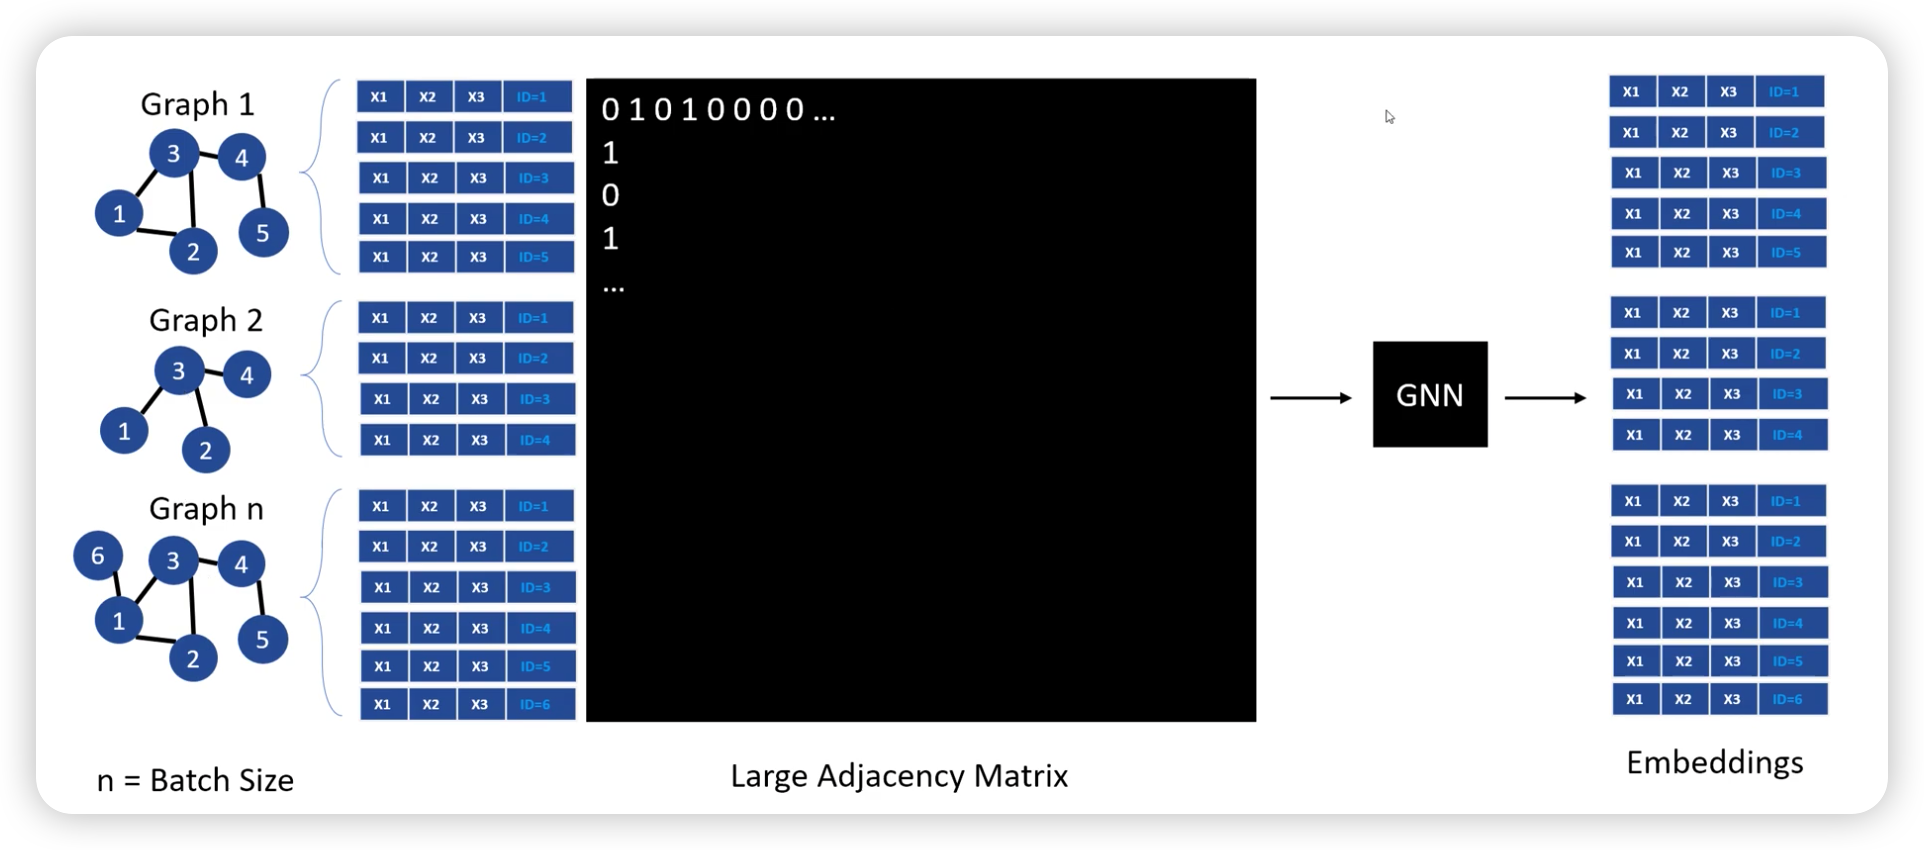 Graph 1
3
4
1
5
2
X1 X2 X3 ID=1
X1 X2 X3 ID=2
X1 X2 X3 ID=3
X1 X2 X3 ID=4
X1 X2 X3 ID=5
Graph 2
3
4
1
2
X1 X2 X3 ID=1
X1 X2 X3 ID=2
X1 X2 X3 ID=3
X1 X2 X3 ID=4
Graph n
6
3
4
1
5
2
X1 X2 X3 ID=1
X1 X2 X3 ID=2
X1 X2 X3 ID=3
X1 X2 X3 ID=4
X1 X2 X3 ID=5
X1 X2 X3 ID=6
n = Batch Size
0 1 0 1 0 0 0 0 ...
1
0
1
...
Large Adjacency Matrix
GNN
X1 X2 X3 ID=1
X1 X2 X3 ID=2
X1 X2 X3 ID=3
X1 X2 X3 ID=4
X1 X2 X3 ID=5
X1 X2 X3 ID=1
X1 X2 X3 ID=2
X1 X2 X3 ID=3
X1 X2 X3 ID=4
X1 X2 X3 ID=1
X1 X2 X3 ID=2
X1 X2 X3 ID=3
X1 X2 X3 ID=4
X1 X2 X3 ID=5
X1 X2 X3 ID=6
Embeddings